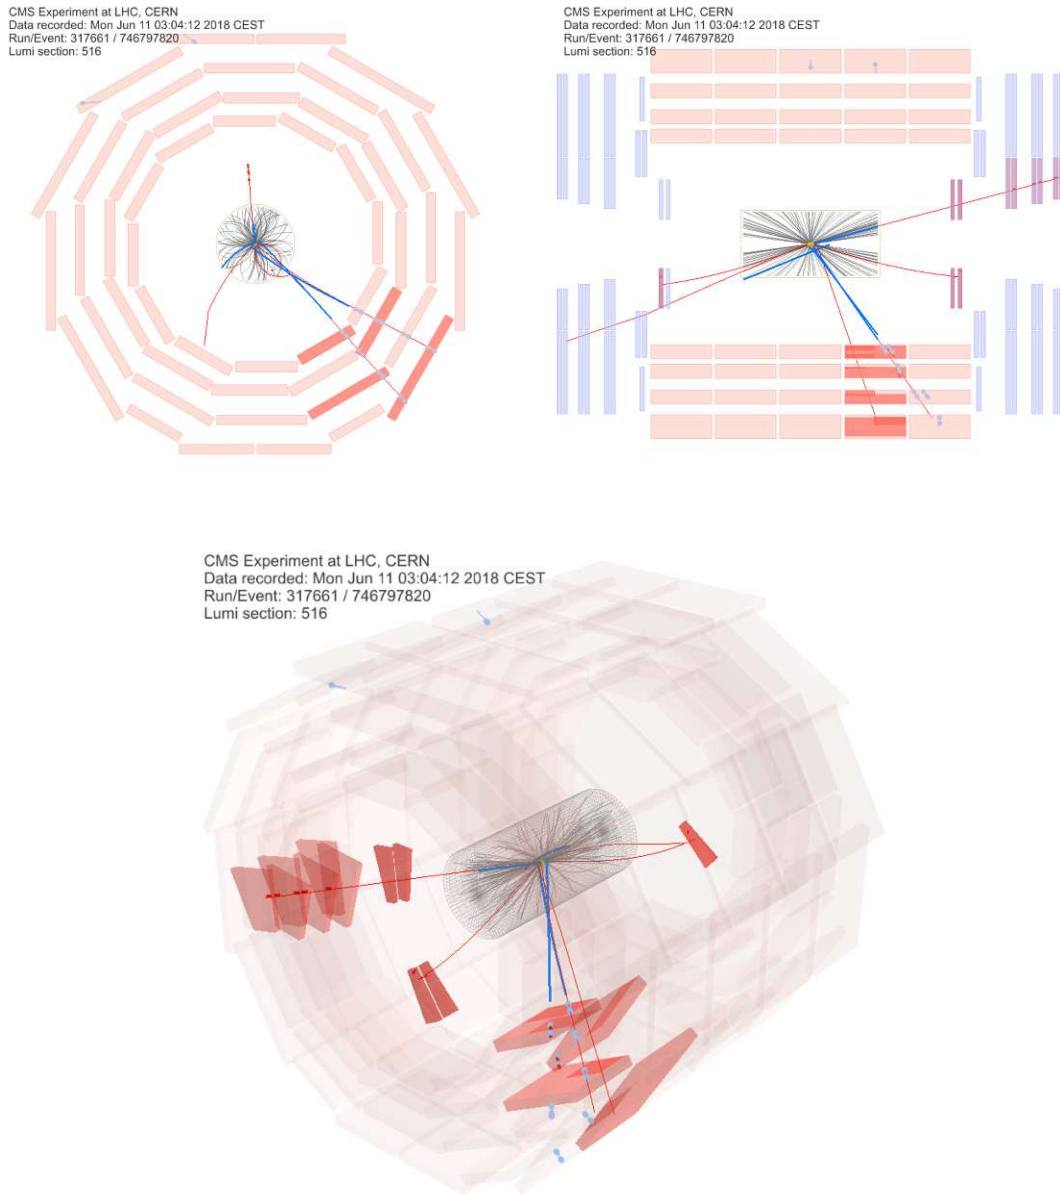 CMS Experiment at LHC, CERN
Data recorded: Mon Jun 11 03:04:12 2018 CEST
Run/Event: 317661 / 746797820
Lumi section: 516
CMS Experiment at LHC, CERN
Data recorded: Mon Jun 11 03:04:12 2018 CEST
Run/Event: 317661 / 746797820
Lumi section: 516
CMS Experiment at LHC, CERN
Data recorded: Mon Jun 11 03:04:12 2018 CEST
Run/Event: 317661 / 746797820
Lumi section: 516